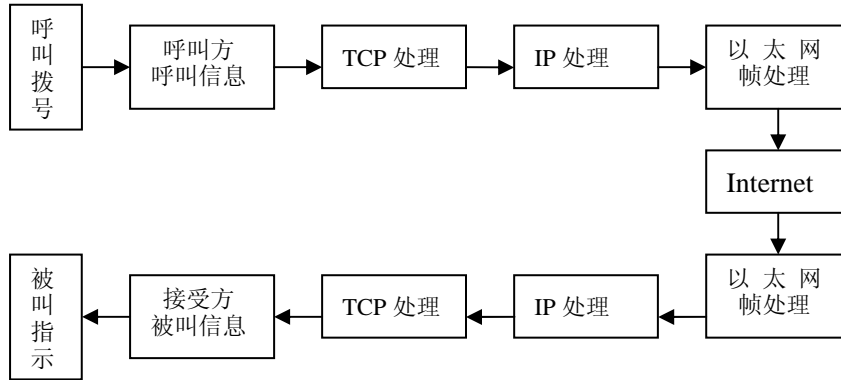 呼
叫
拨
号
呼叫方
呼叫信息
TCP 处理
IP 处理
以 太 网
帧处理
Internet
被
叫
指
示
接受方
被叫信息
TCP 处理
IP 处理
以 太 网
帧处理